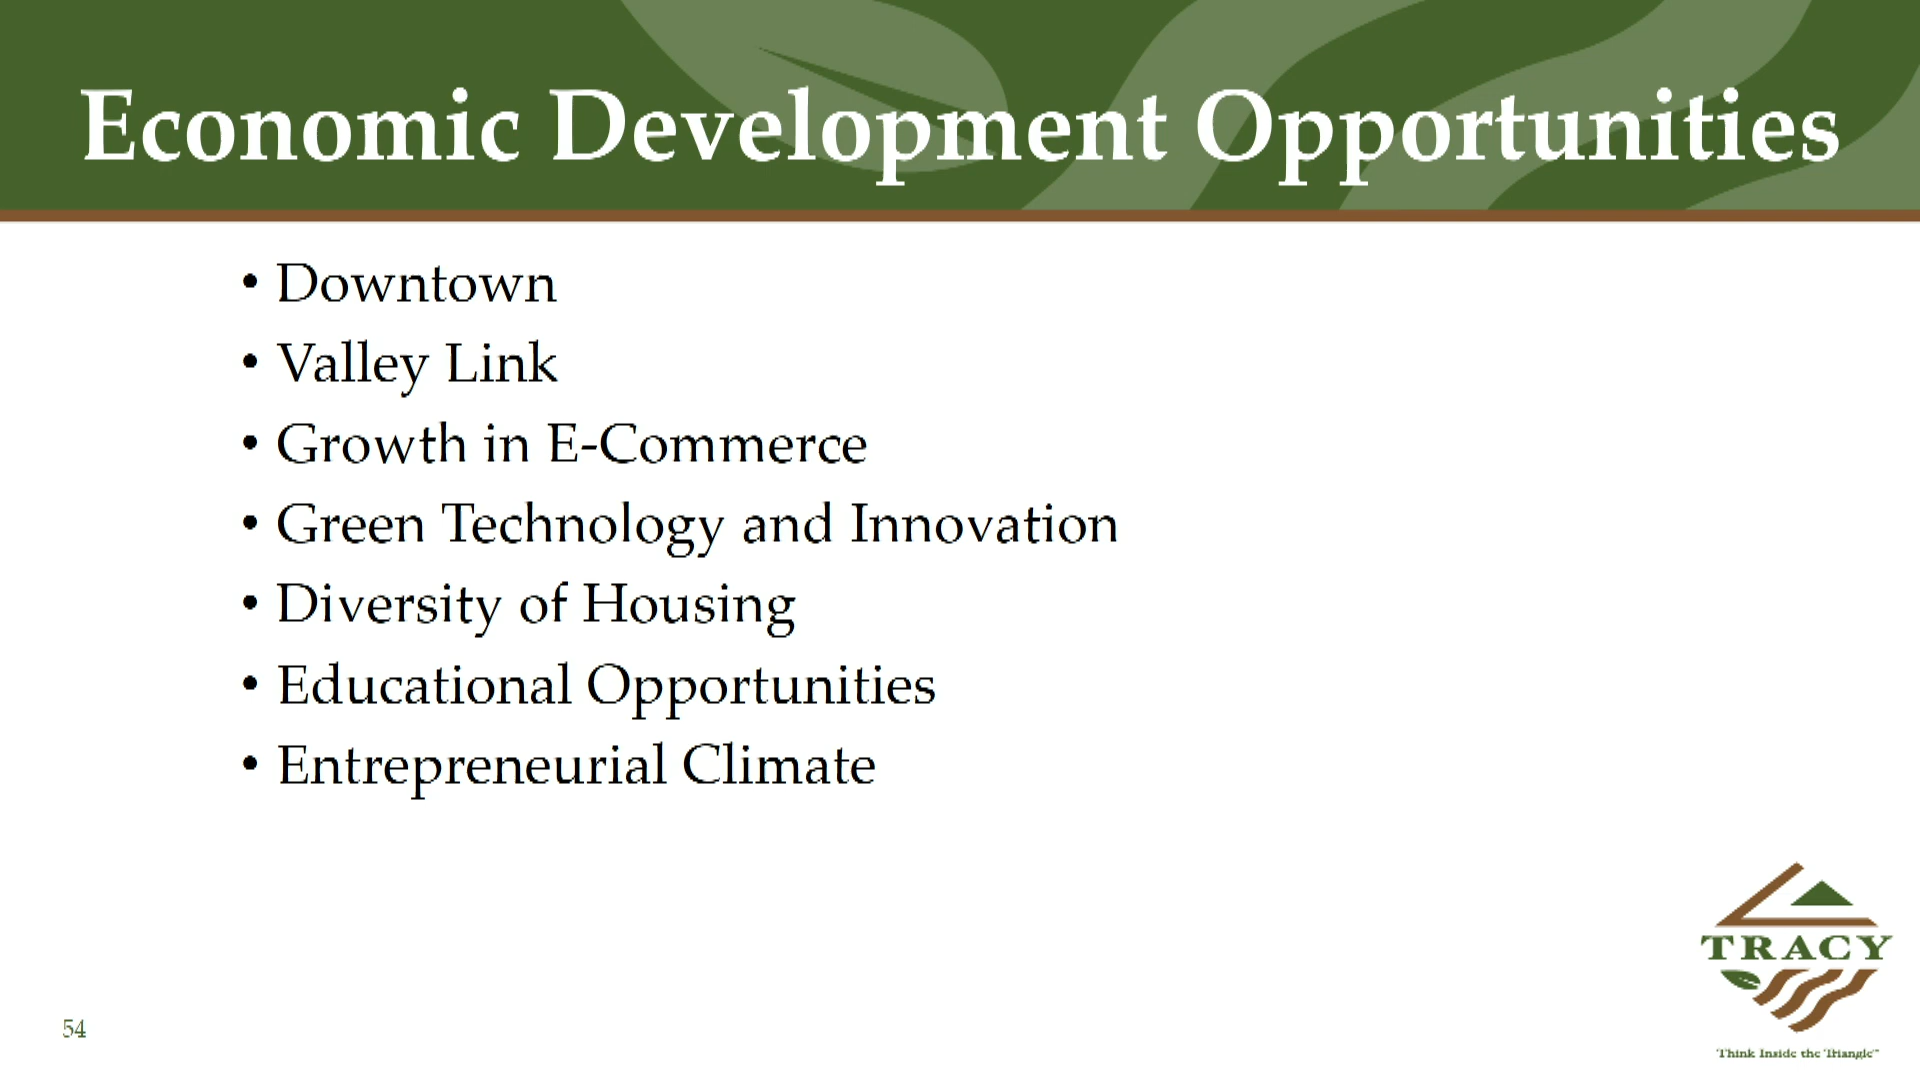 Economic Development Opportunities
• Downtown
• Valley Link
• Growth in E-Commerce
• Green Technology and Innovation
• Diversity of Housing
• Educational Opportunities
• Entrepreneurial Climate
TRACY
54
Think Inside the Triangle™